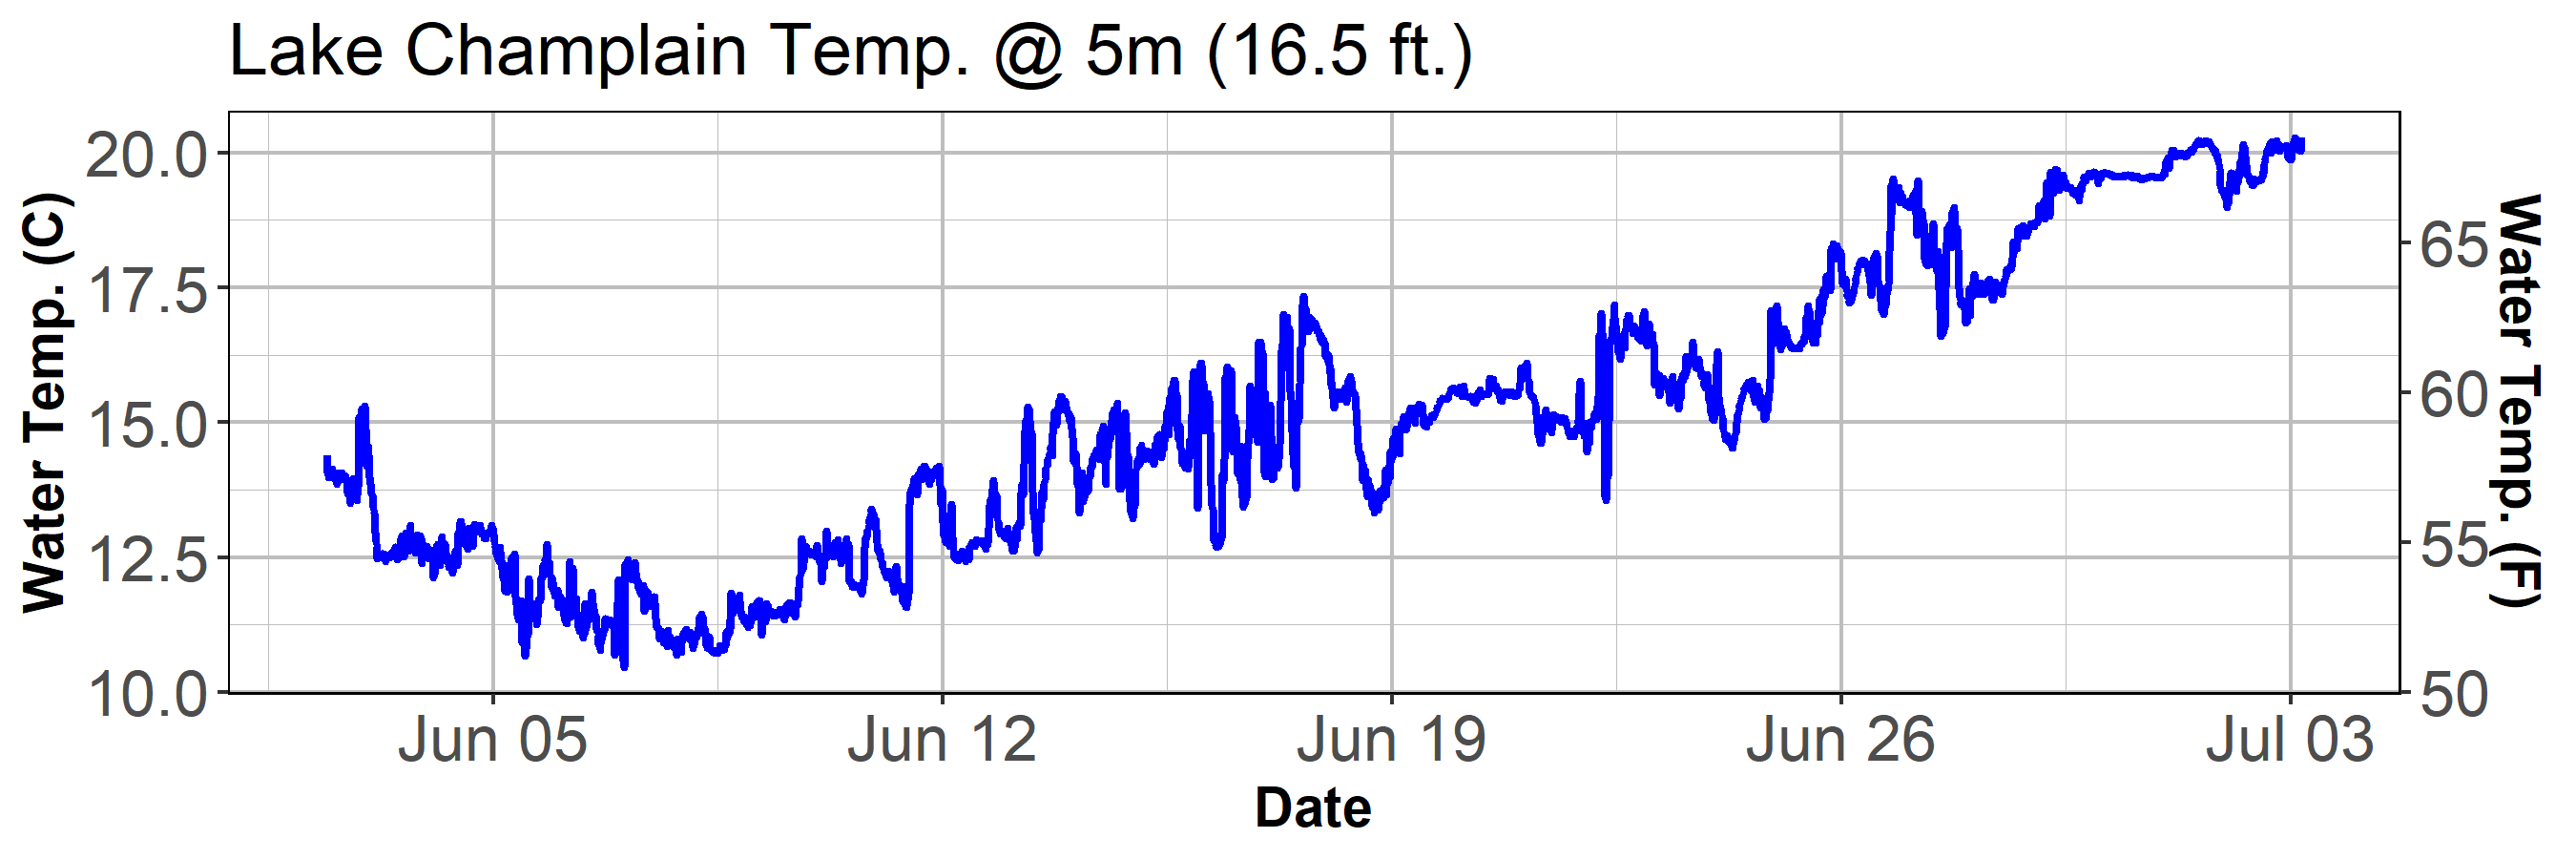 Lake Champlain Temp. @ 5m (16.5 ft.)
Water Temp. (C)
20.0
17.5
15.0
12.5
10.0
65
60
55
50
Water Temp. (F)
Jun 05 Jun 12 Jun 19 Jun 26 Jul 03
Date